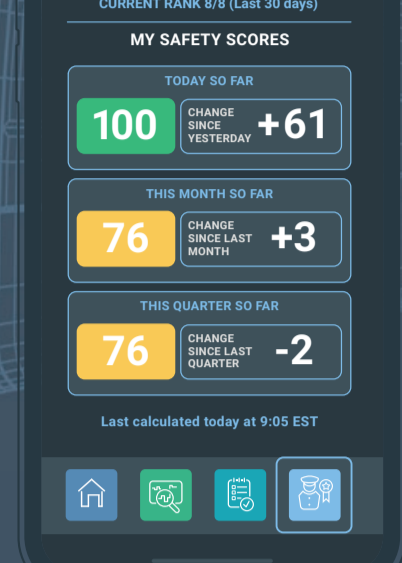 CURRENT RANK 8/8 (Last 30 days)
MY SAFETY SCORES
TODAY SO FAR
100
CHANGE
SINCE
YESTERDAY
+61
THIS MONTH SO FAR
76
CHANGE
SINCE LAST
MONTH
+3
THIS QUARTER SO FAR
76
CHANGE
SINCE LAST
QUARTER
-2
Last calculated today at 9:05 EST